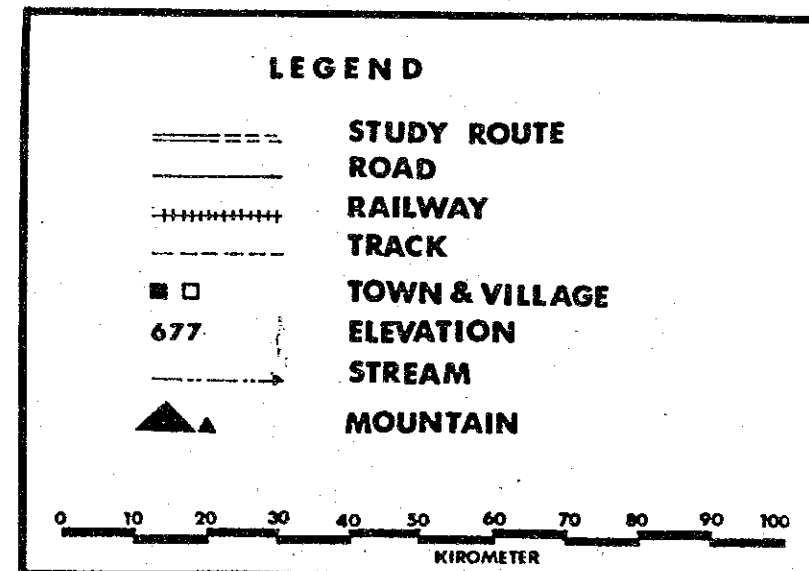 LEGEND
STUDY ROUTE
ROAD
RAILWAY
TRACK
TOWN & VILLAGE
677 ELEVATION
STREAM
MOUNTAIN
0 10 20 30 40 50 60 70 80 90 100
KIROMETER